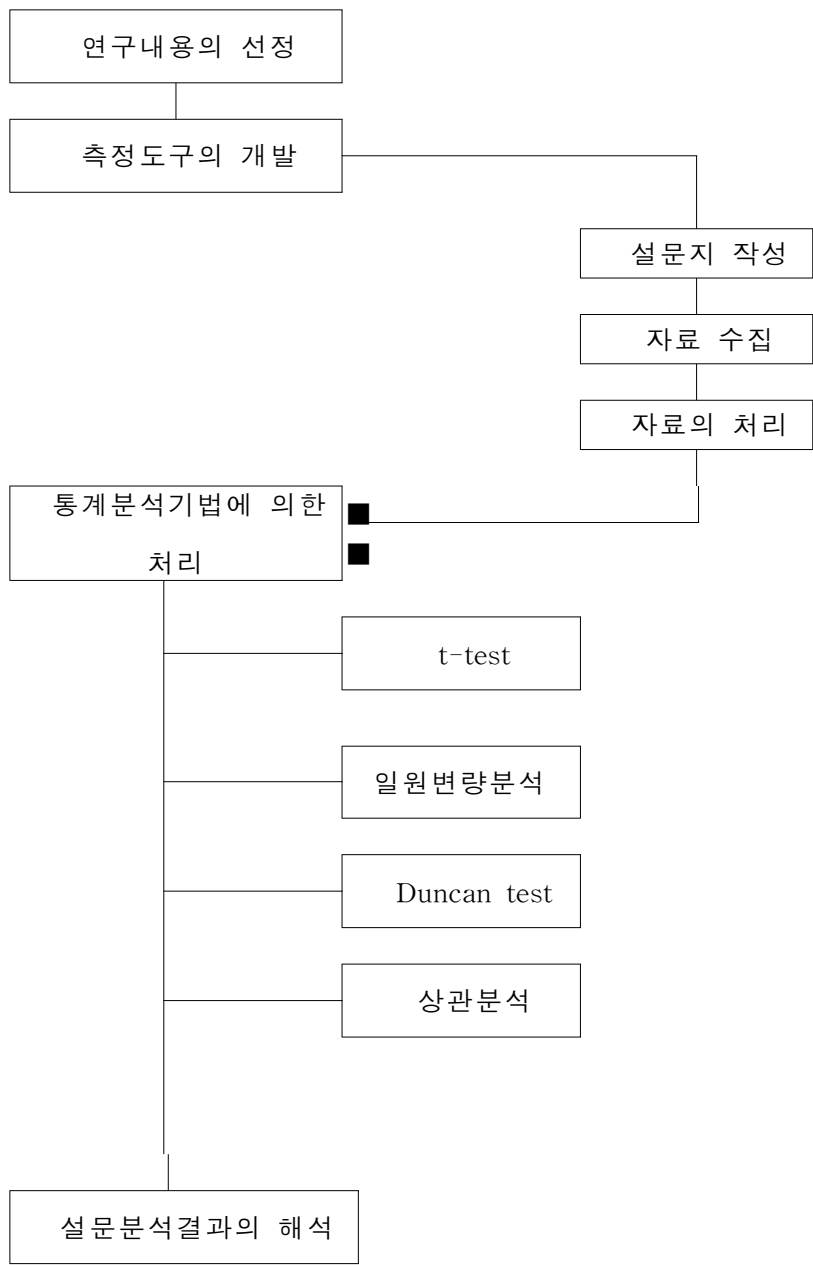 연구내용의 선정
측정도구의 개발
설문지 작성
자료 수집
자료의 처리
통계분석기법에 의한
처리
t-test
일원변량분석
Duncan test
상관분석
설문분석결과의 해석